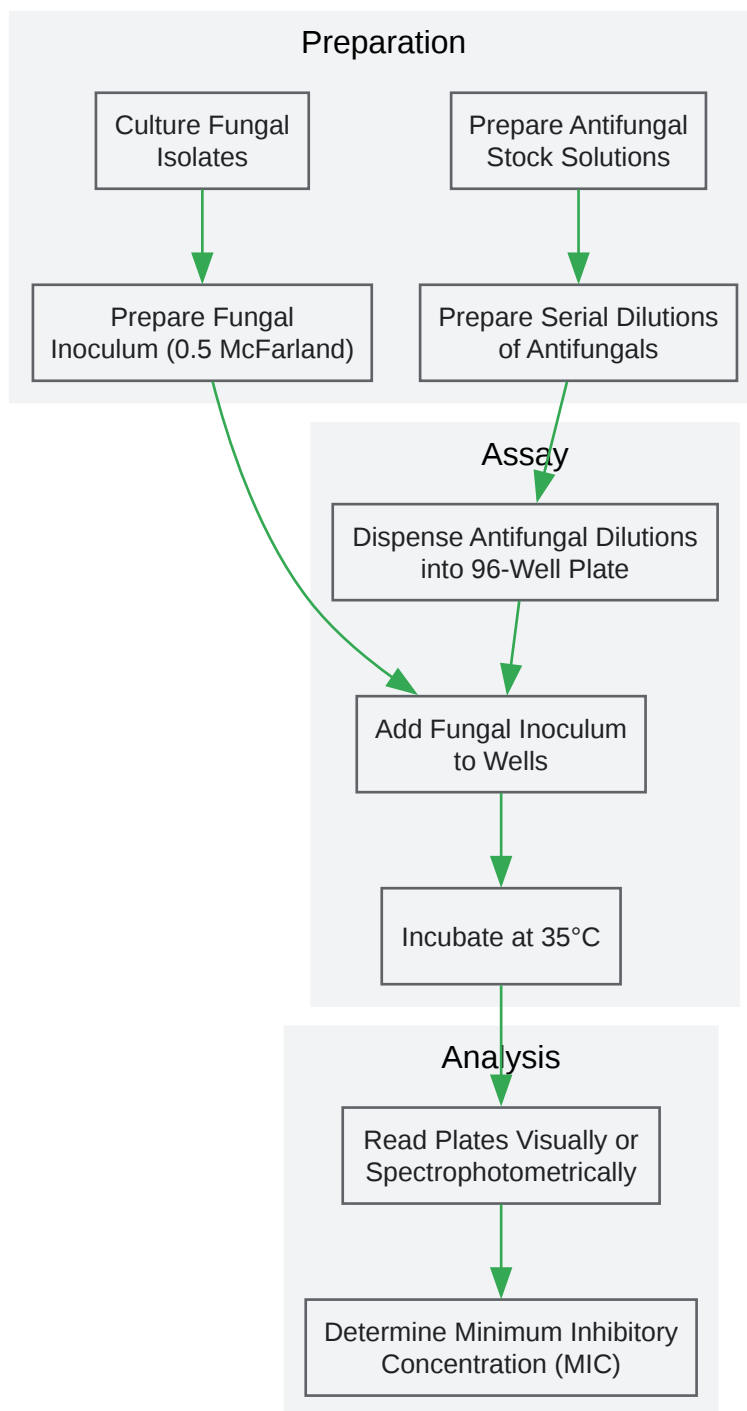 Preparation
Culture Fungal
Isolates
Prepare Antifungal
Stock Solutions
Prepare Fungal
Inoculum (0.5 McFarland)
Prepare Serial Dilutions
of Antifungals
Assay
Dispense Antifungal Dilutions
into 96-Well Plate
Add Fungal Inoculum
to Wells
Incubate at 35°C
Analysis
Read Plates Visually or
Spectrophotometrically
Determine Minimum Inhibitory
Concentration (MIC)